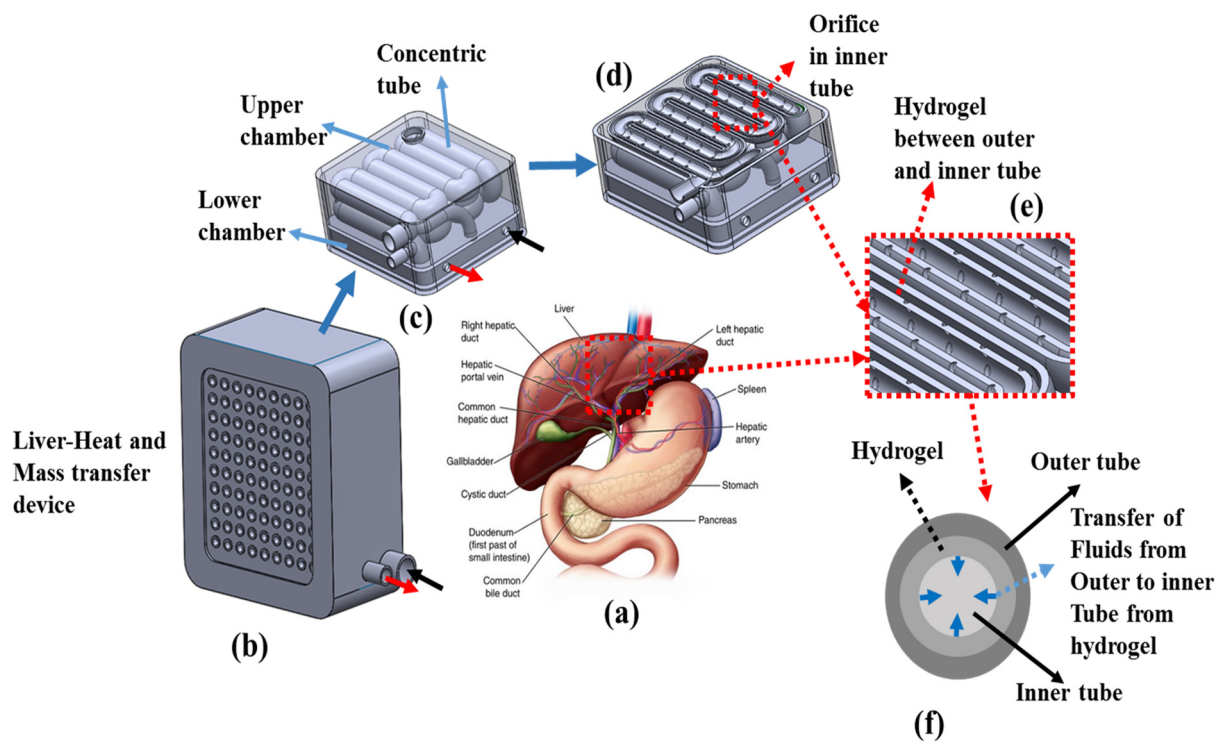 Concentric
tube
Upper
chamber
Lower
chamber
(c)
(d)
Orifice
in inner
tube
Hydrogel
between outer
and inner tube
(e)
Liver-Heat and
Mass transfer
device
(b)
Liver
Right hepatic
duct
Left hepatic
duct
Hepatic
portal vein
Spleen
Common
hepatic duct
Hepatic
artery
Gallbladder
Cystic duct
Stomach
Pancreas
Duodenum
(first past of
small intestine)
Common
bile duct
(a)
Hydrogel
Outer tube
Transfer of
Fluids from
Outer to inner
Tube from
hydrogel
Inner tube
(f)